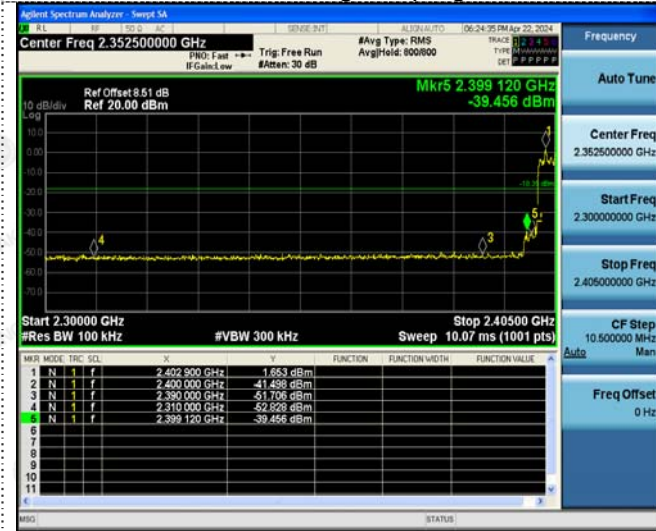 Agilent Spectrum Analyzer - Swept SA
RL RF 50 Ω AC SENSE:INT ALIGN AUTO 06:24:35 PM Apr 22, 2024
Center Freq 2.352500000 GHz #Avg Type: RMS TRACE 1 2 3 4 5 6
PNO: Fast Trig: Free Run Avg|Hold: 800/800 TYPE
IFGain:Low #Atten: 30 dB DET P P P P P P
Mkr5 2.399 120 GHz
-39.456 dBm
Ref Offset 8.51 dB
10 dB/div Ref 20.00 dBm
Log
10.0
0.00
-10.0
-20.0
-30.0
-40.0
-50.0
-60.0
-70.0
1
5
3
4
Start 2.30000 GHz Stop 2.40500 GHz
#Res BW 100 kHz #VBW 300 kHz Sweep 10.07 ms (1001 pts)
MKR MODE TRC SCL X Y FUNCTION FUNCTION WIDTH FUNCTION VALUE
1 N 1 f 2.402 900 GHz 1.653 dBm
2 N 1 f 2.400 000 GHz -41.498 dBm
3 N 1 f 2.390 000 GHz -51.706 dBm
4 N 1 f 2.310 000 GHz -52.828 dBm
5 N 1 f 2.399 120 GHz -39.456 dBm
6
7
8
9
10
11
MSG STATUS
Frequency
Auto Tune
Center Freq
2.352500000 GHz
Start Freq
2.300000000 GHz
Stop Freq
2.405000000 GHz
CF Step
10.500000 MHz
Auto Man
Freq Offset
0 Hz